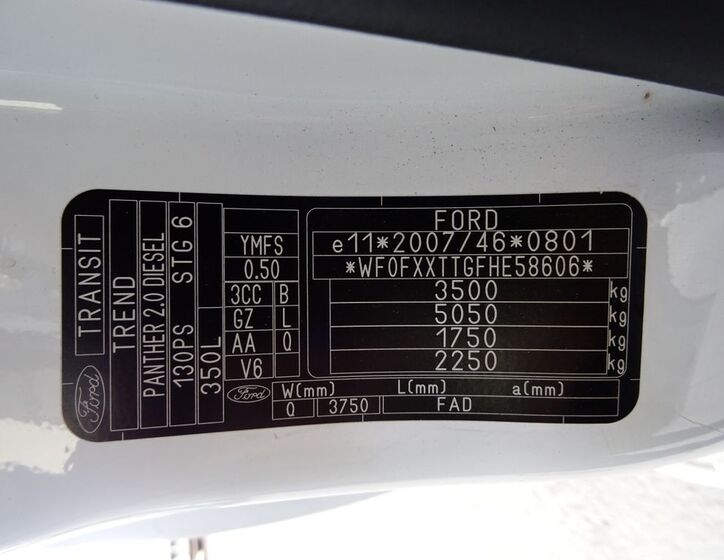 TRANSIT
TREND
PANTHER 2.0 DIESEL
130PS STG 6
350L
YMFS
0.50
3CC B
GZ L
AA Q
V6
FORD
e11*2007/46*0801
*WF0FXXTTGFHE58606*
3500 kg
5050 kg
1750 kg
2250 kg
Ford
Ford
W(mm) L(mm) a(mm)
Q 3750 FAD